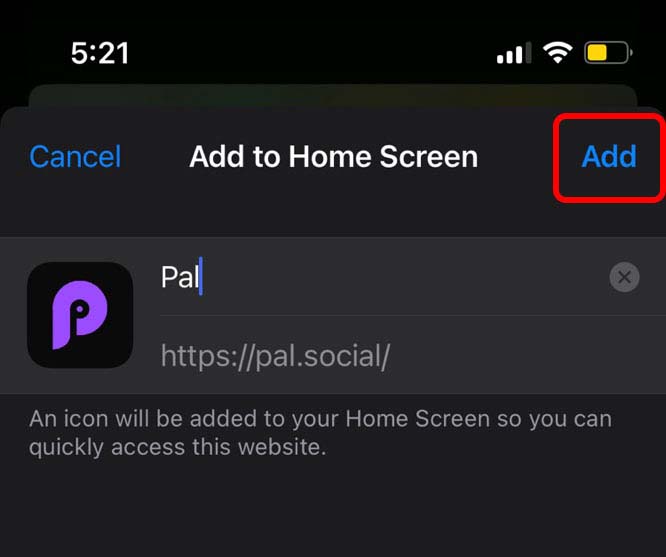 5:21
Cancel Add to Home Screen Add
Pal
https://pal.social/
An icon will be added to your Home Screen so you can
quickly access this website.